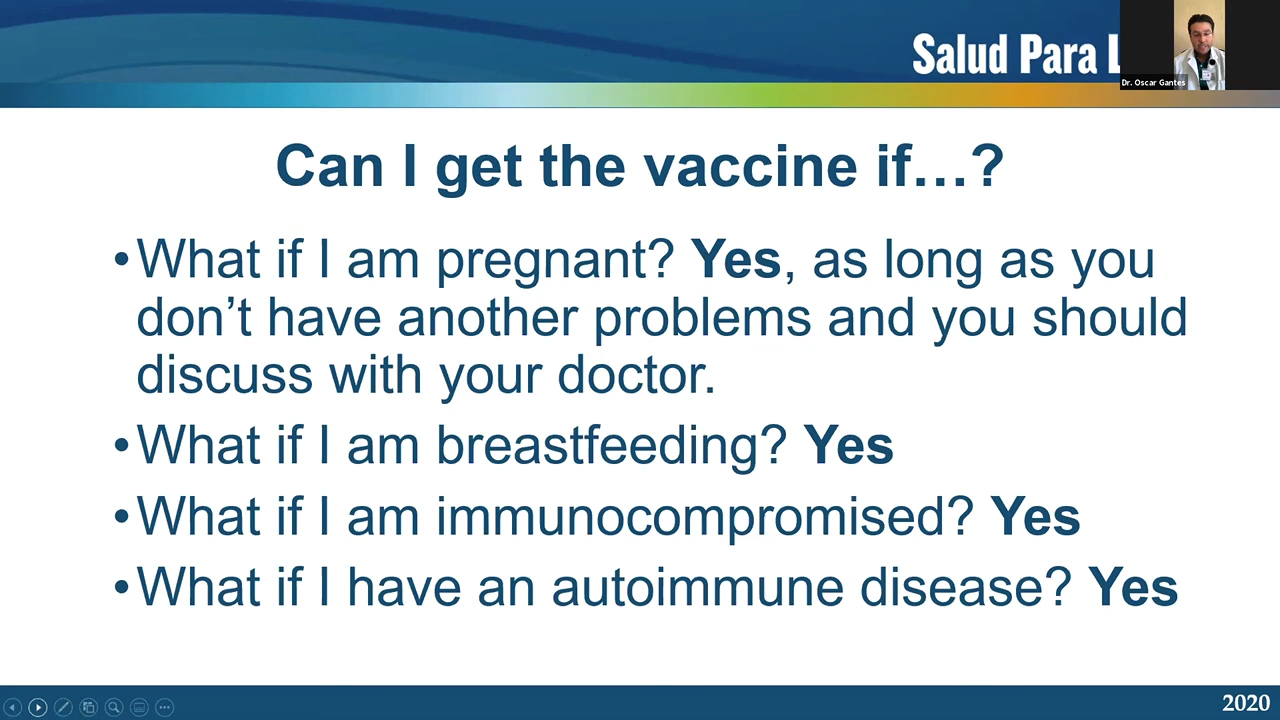 Salud Para L
Dr. Oscar Gantes
Can I get the vaccine if…?
•What if I am pregnant? Yes, as long as you
don’t have another problems and you should
discuss with your doctor.
•What if I am breastfeeding? Yes
•What if I am immunocompromised? Yes
•What if I have an autoimmune disease? Yes
2020